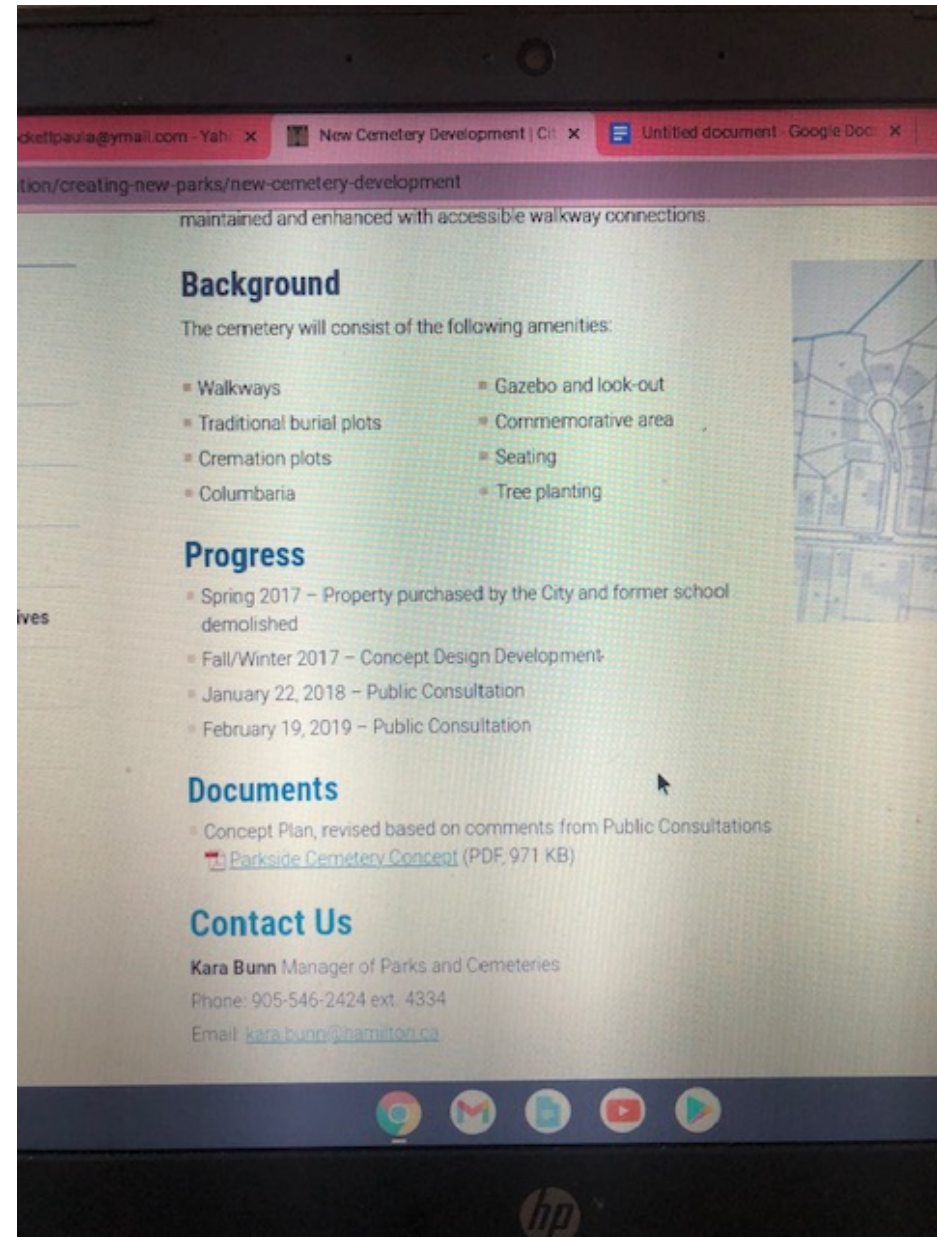 ckettpaula@ymail.com - Yah
New Cemetery Development | Cit
Untitled document - Google Doc
tion/creating-new-parks/new-cemetery-development
maintained and enhanced with accessible walkway connections.
Background
The cemetery will consist of the following amenities:
Walkways
Traditional burial plots
Cremation plots
Columbaria
Gazebo and look-out
Commemorative area
Seating
Tree planting
Progress
Spring 2017 – Property purchased by the City and former school
demolished
Fall/Winter 2017 – Concept Design Development
January 22, 2018 – Public Consultation
February 19, 2019 – Public Consultation
ives
Documents
Concept Plan, revised based on comments from Public Consultations
Parkside Cemetery Concept (PDF, 971 KB)
Contact Us
Kara Bunn Manager of Parks and Cemeteries
Phone: 905-546-2424 ext. 4334
Email: kara.bunn@hamilton.ca
hp